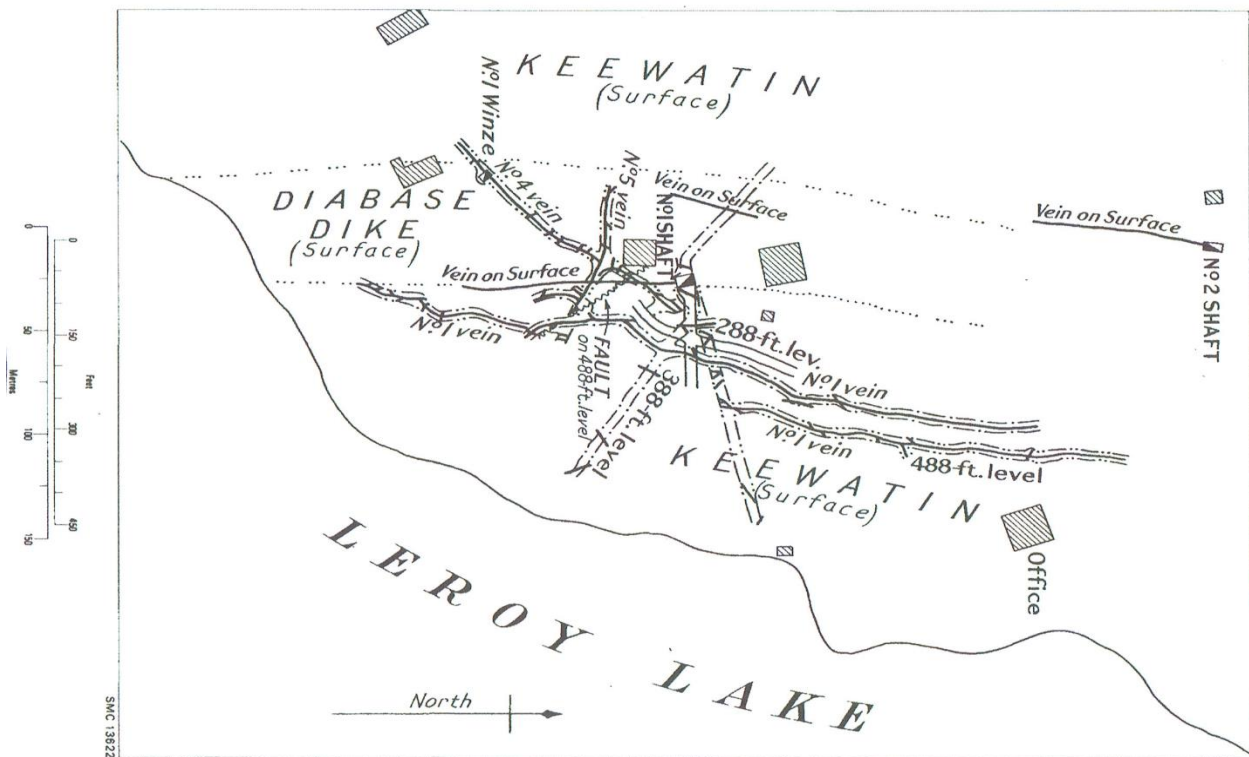 KEEWATIN
(Surface)
Nº1 Winze
Nº4 vein
Nº5 vein
Vein on Surface
Nº1 SHAFT
Vein on Surface
Nº2 SHAFT
DIABASE
DIKE
(Surface)
Vein on Surface
Nº1 vein
FAULT
on 488-ft. level
288-ft. lev.
Nº1 vein
388-ft. level
Nº1 vein
488-ft. level
KEEWATIN
(Surface)
Office
LEROY LAKE
North
SMC 13622
0
50
100
150
Metres
0
150
300
450
Feet